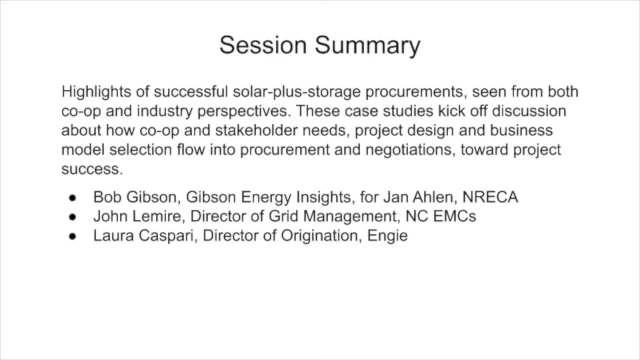 Session Summary
Highlights of successful solar-plus-storage procurements, seen from both
co-op and industry perspectives. These case studies kick off discussion
about how co-op and stakeholder needs, project design and business
model selection flow into procurement and negotiations, toward project
success.
● Bob Gibson, Gibson Energy Insights, for Jan Ahlen, NRECA
● John Lemire, Director of Grid Management, NC EMCs
● Laura Caspari, Director of Origination, Engie